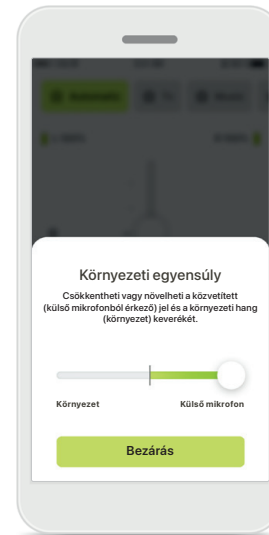 Környezeti egyensúly
Csökkentheti vagy növelheti a közvetített
(külső mikrofonból érkező) jel és a környezeti hang
(környezet) keverékét.
Környezet
Külső mikrofon
Bezárás